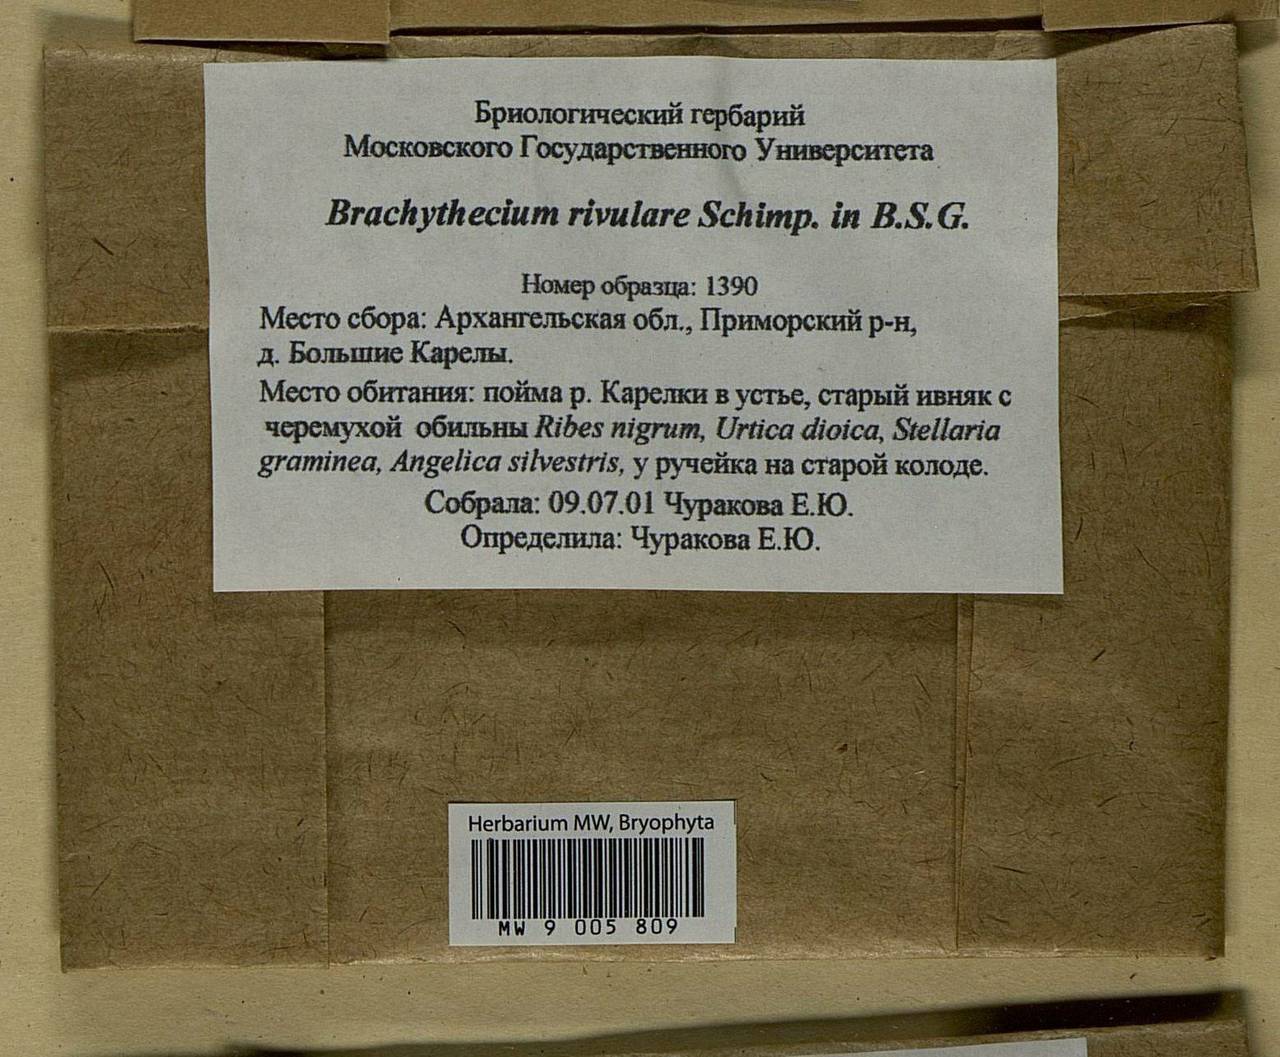 Бриологический гербарий
Московского Государственного Университета
Brachythecium rivulare Schimp. in B.S.G.
Номер образца: 1390
Место сбора: Архангельская обл., Приморский р-н,
д. Большие Карелы.
Место обитания: пойма р. Карелки в устье, старый ивняк с
черемухой обильны Ribes nigrum, Urtica dioica, Stellaria
graminea, Angelica silvestris, у ручейка на старой колоде.
Собрала: 09.07.01 Чуракова Е.Ю.
Определила: Чуракова Е.Ю.
Herbarium MW, Bryophyta
MW 9 005 809